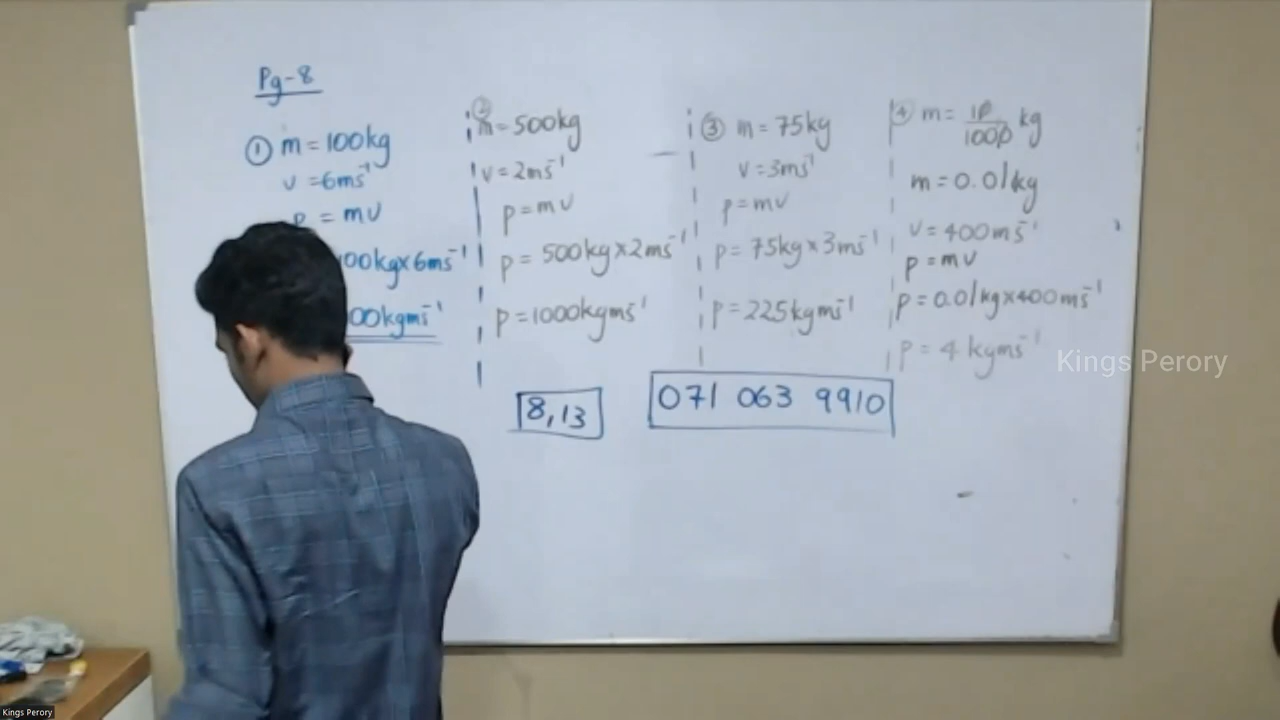 Pg-8
① m = 100kg
v = 6ms⁻¹
p = mv
100kg×6ms⁻¹
00kgms⁻¹
② m = 500kg
v = 2ms⁻¹
p = mv
p = 500kg×2ms⁻¹
p = 1000kgms⁻¹
③ m = 75kg
v = 3ms⁻¹
p = mv
p = 75kg×3ms⁻¹
p = 225kgms⁻¹
④ m = 10/1000 kg
m = 0.01kg
v = 400ms⁻¹
p = mv
p = 0.01kg×400ms⁻¹
p = 4 kgms⁻¹
8,13
071 063 9910
Kings Perory
Kings Perory